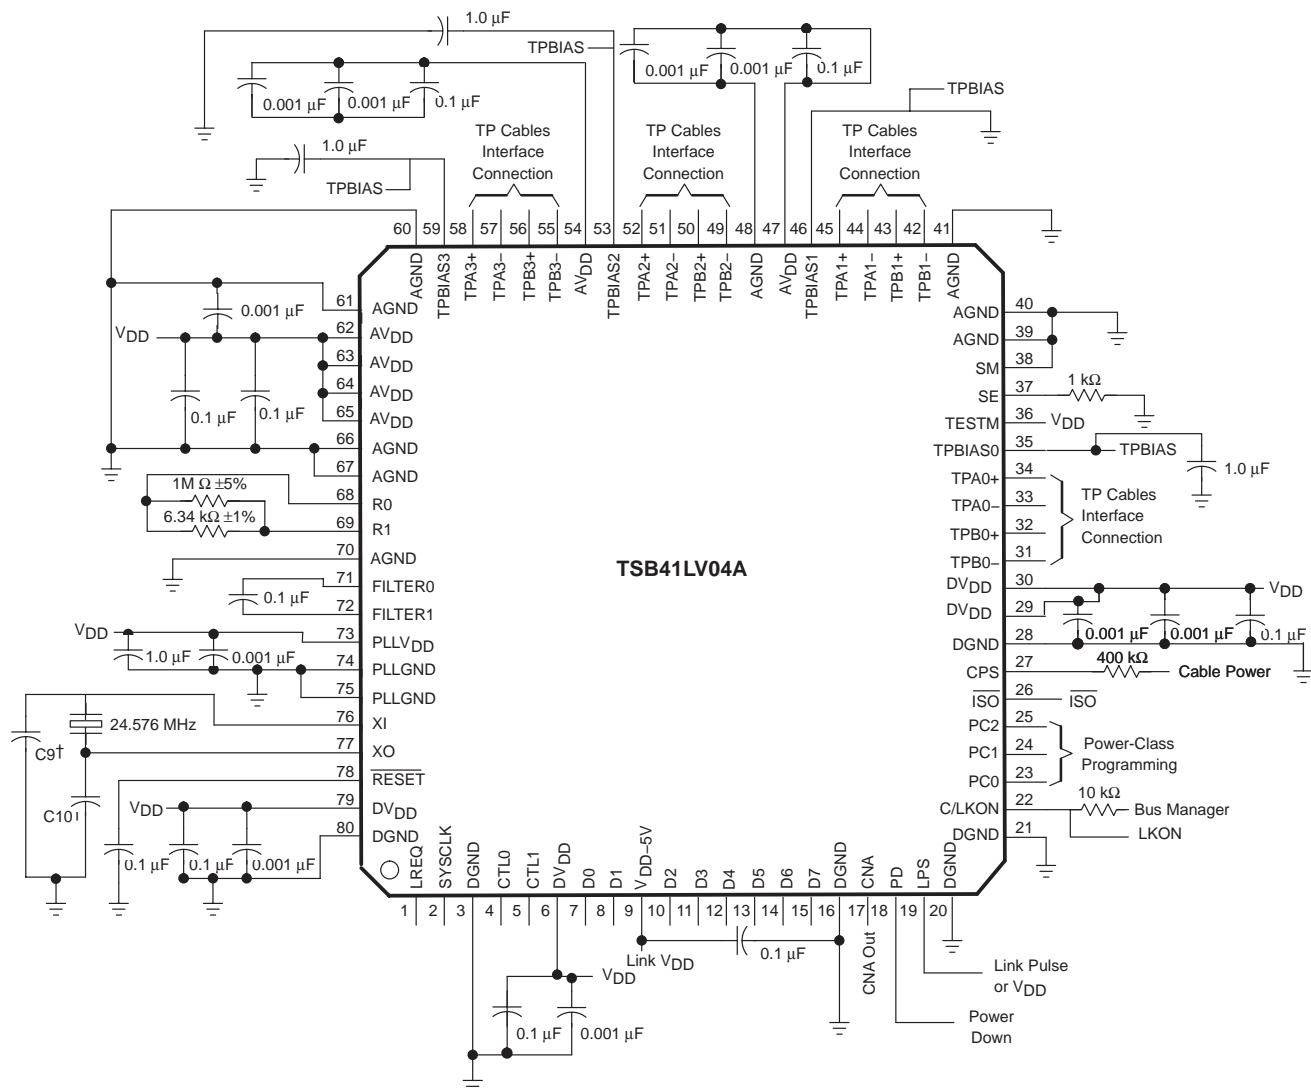 1.0 μF
TPBIAS
0.001 μF 0.001 μF 0.1 μF
TPBIAS
0.001 μF 0.001 μF 0.1 μF
1.0 μF
TPBIAS
TP Cables
Interface
Connection
TP Cables
Interface
Connection
TP Cables
Interface
Connection
60 59 58 57 56 55 54 53 52 51 50 49 48 47 46 45 44 43 42 41
AGND
TPBIAS3
TPA3+
TPA3−
TPB3+
TPB3−
AVDD
TPBIAS2
TPA2+
TPA2−
TPB2+
TPB2−
AGND
AVDD
TPBIAS1
TPA1+
TPA1−
TPB1+
TPB1−
AGND
61 AGND
0.001 μF
VDD
62 AVDD
63 AVDD
64 AVDD
65 AVDD
0.1 μF 0.1 μF
66 AGND
67 AGND
1M Ω ±5%
68 R0
6.34 kΩ ±1%
69 R1
70 AGND
71 FILTER0
0.1 μF
72 FILTER1
VDD
73 PLLVDD
1.0 μF 0.001 μF
74 PLLGND
75 PLLGND
76 XI
24.576 MHz
C9†
77 XO
78 RESET
C10
VDD
79 DVDD
80 DGND
0.1 μF 0.1 μF 0.001 μF
TSB41LV04A
AGND 40
AGND 39
SM 38
SE 37
1 kΩ
TESTM 36 VDD
TPBIAS0 35 TPBIAS
1.0 μF
TPA0+ 34
TPA0− 33
TPB0+ 32
TPB0− 31
TP Cables
Interface
Connection
DVDD 30 VDD
DVDD 29
0.001 μF 0.001 μF 0.1 μF
DGND 28
CPS 27 400 kΩ Cable Power
ISO 26 ISO
PC2 25
PC1 24
PC0 23
Power-Class
Programming
C/LKON 22 10 kΩ Bus Manager
LKON
DGND 21
LREQ
SYSCLK
DGND
CTL0
CTL1
DVDD
D0
D1
VDD−5V
D2
D3
D4
D5
D6
D7
DGND
CNA
PD
LPS
DGND
1 2 3 4 5 6 7 8 9 10 11 12 13 14 15 16 17 18 19 20
Link VDD
0.1 μF
CNA Out
VDD
0.1 μF 0.001 μF
Link Pulse
or VDD
Power
Down